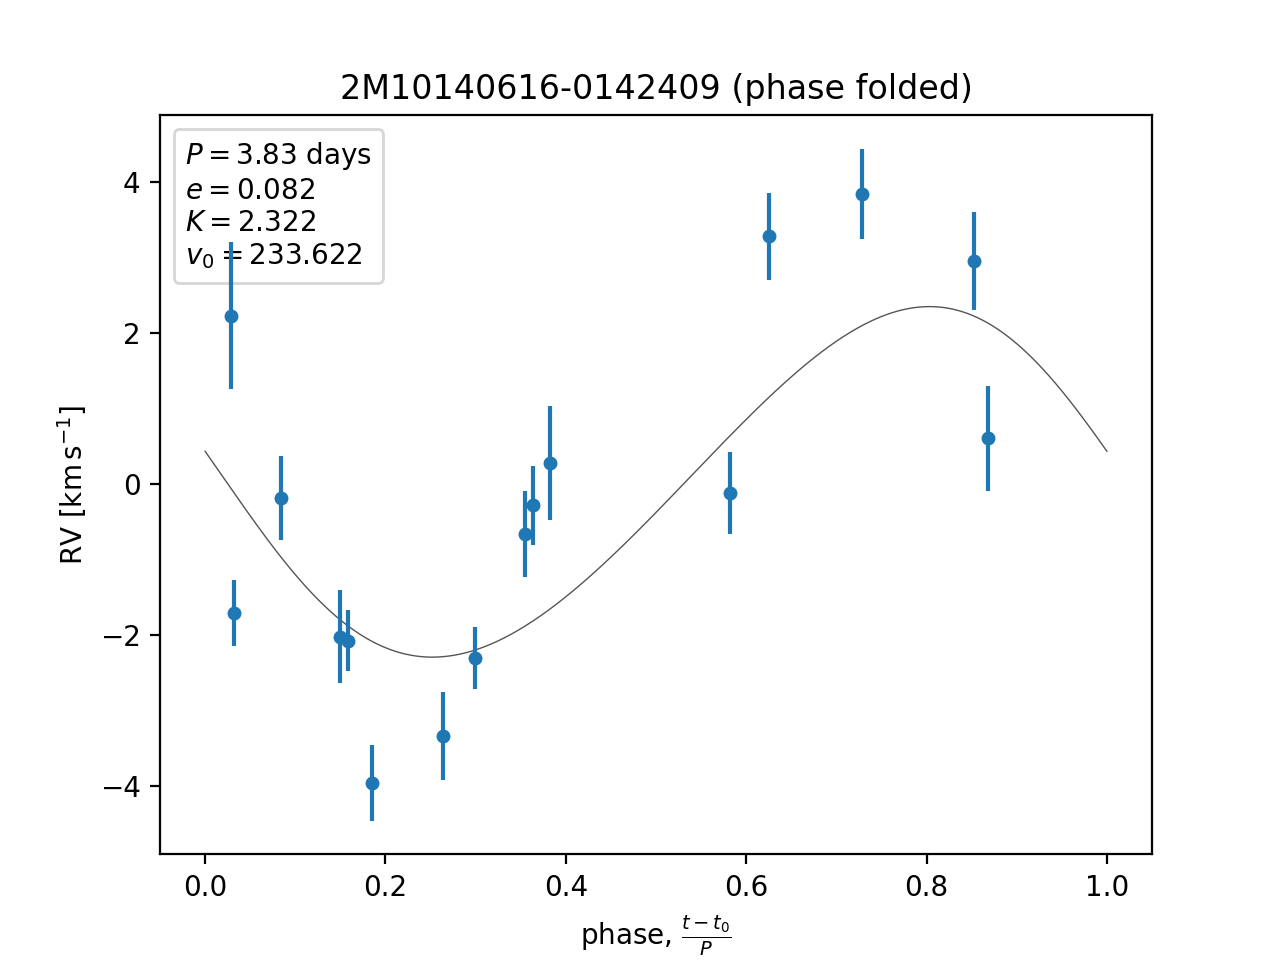 2M10140616-0142409 (phase folded)
P = 3.83 days
e = 0.082
K = 2.322
v₀ = 233.622
RV [km s⁻¹]
4
2
0
−2
−4
0.0 0.2 0.4 0.6 0.8 1.0
phase, (t − t₀)/P